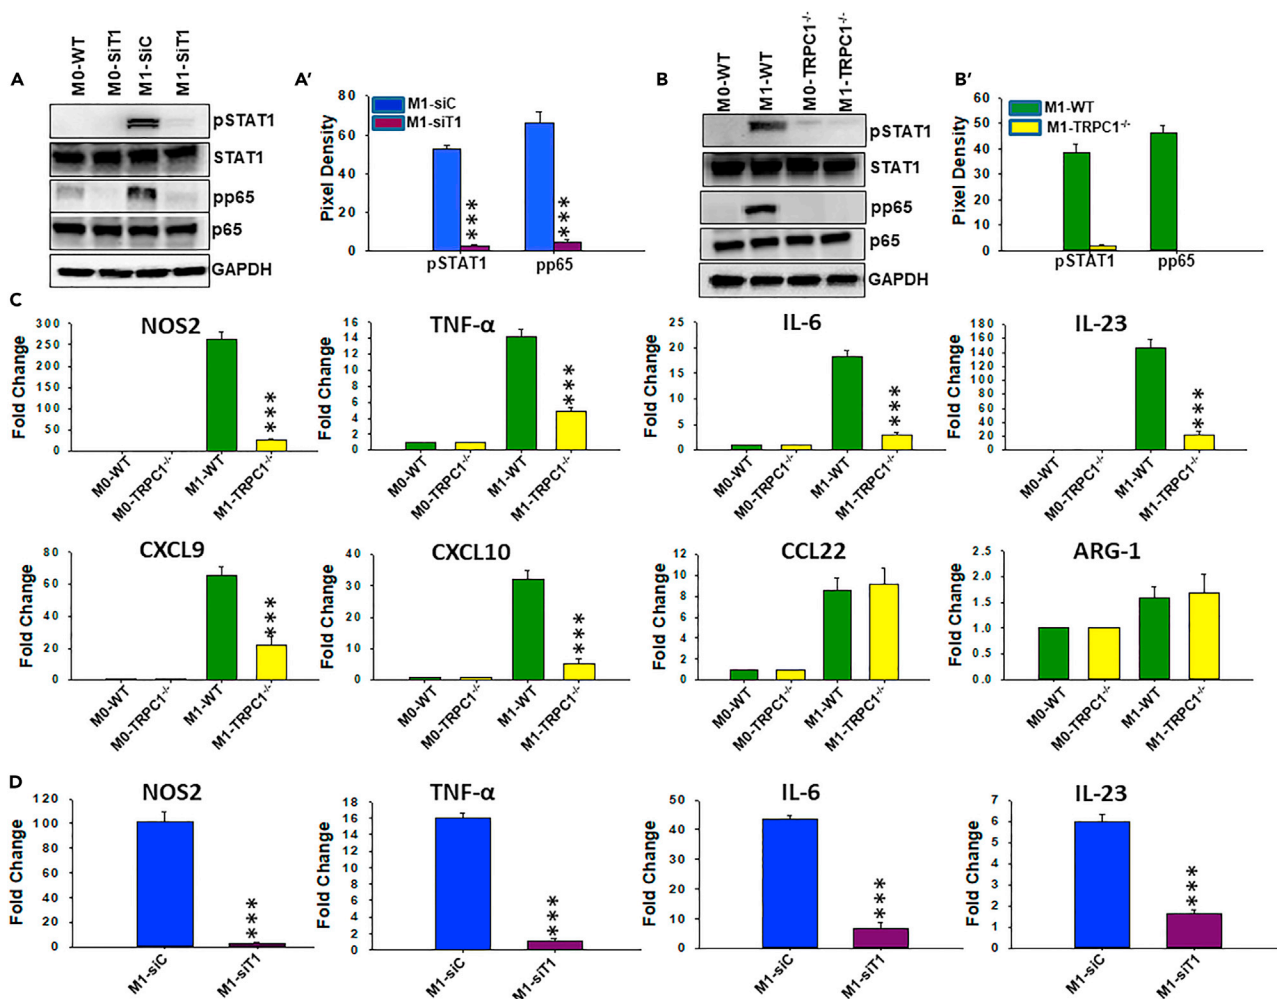 A
M0-WT
M0-SiT1
M1-SiC
M1-SiT1
pSTAT1
STAT1
pp65
p65
GAPDH
A'
M1-siC
M1-siT1
Pixel Density
80
60
40
20
0
***
***
pSTAT1
pp65
B
M0-WT
M1-WT
M0-TRPC1-/-
M1-TRPC1-/-
pSTAT1
STAT1
pp65
p65
GAPDH
B'
M1-WT
M1-TRPC1-/-
Pixel Density
60
50
40
30
20
10
0
pSTAT1
pp65
C
NOS2
Fold Change
300
250
200
150
100
50
0
***
M0-WT
M0-TRPC1-/-
M1-WT
M1-TRPC1-/-
TNF-α
Fold Change
16
14
12
10
8
6
4
2
0
***
M0-WT
M0-TRPC1-/-
M1-WT
M1-TRPC1-/-
IL-6
Fold Change
25
20
15
10
5
0
***
M0-WT
M0-TRPC1-/-
M1-WT
M1-TRPC1-/-
IL-23
Fold Change
180
160
140
120
100
80
60
40
20
0
***
M0-WT
M0-TRPC1-/-
M1-WT
M1-TRPC1-/-
CXCL9
Fold Change
80
60
40
20
0
***
M0-WT
M0-TRPC1-/-
M1-WT
M1-TRPC1-/-
CXCL10
Fold Change
40
30
20
10
0
***
M0-WT
M0-TRPC1-/-
M1-WT
M1-TRPC1-/-
CCL22
Fold Change
12
10
8
6
4
2
0
M0-WT
M0-TRPC1-/-
M1-WT
M1-TRPC1-/-
ARG-1
Fold Change
2.5
2.0
1.5
1.0
0.5
0.0
M0-WT
M0-TRPC1-/-
M1-WT
M1-TRPC1-/-
D
NOS2
Fold Change
120
100
80
60
40
20
0
***
M1-siC
M1-siT1
TNF-α
Fold Change
18
16
14
12
10
8
6
4
2
0
***
M1-siC
M1-siT1
IL-6
Fold Change
50
40
30
20
10
0
***
M1-siC
M1-siT1
IL-23
Fold Change
7
6
5
4
3
2
1
0
***
M1-siC
M1-siT1